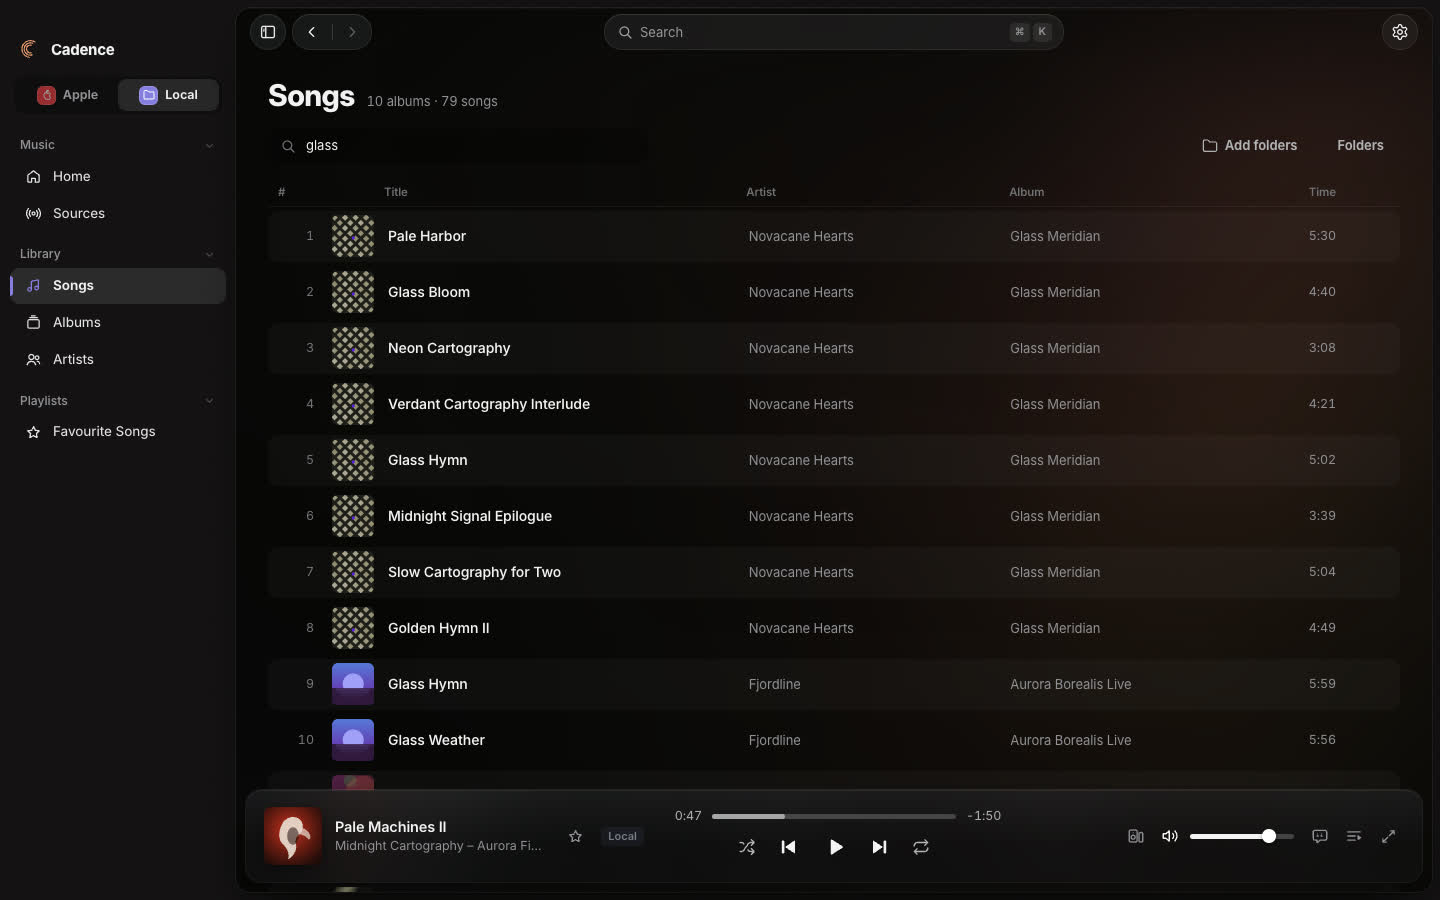 Cadence
Apple
Local
Music
Home
Sources
Library
Songs
Albums
Artists
Playlists
Favourite Songs
Search
⌘ K
Songs
10 albums · 79 songs
glass
Add folders
Folders
# Title Artist Album Time
1 Pale Harbor Novacane Hearts Glass Meridian 5:30
2 Glass Bloom Novacane Hearts Glass Meridian 4:40
3 Neon Cartography Novacane Hearts Glass Meridian 3:08
4 Verdant Cartography Interlude Novacane Hearts Glass Meridian 4:21
5 Glass Hymn Novacane Hearts Glass Meridian 5:02
6 Midnight Signal Epilogue Novacane Hearts Glass Meridian 3:39
7 Slow Cartography for Two Novacane Hearts Glass Meridian 5:04
8 Golden Hymn II Novacane Hearts Glass Meridian 4:49
9 Glass Hymn Fjordline Aurora Borealis Live 5:59
10 Glass Weather Fjordline Aurora Borealis Live 5:56
Pale Machines II
Midnight Cartography – Aurora Fi...
Local
0:47
-1:50